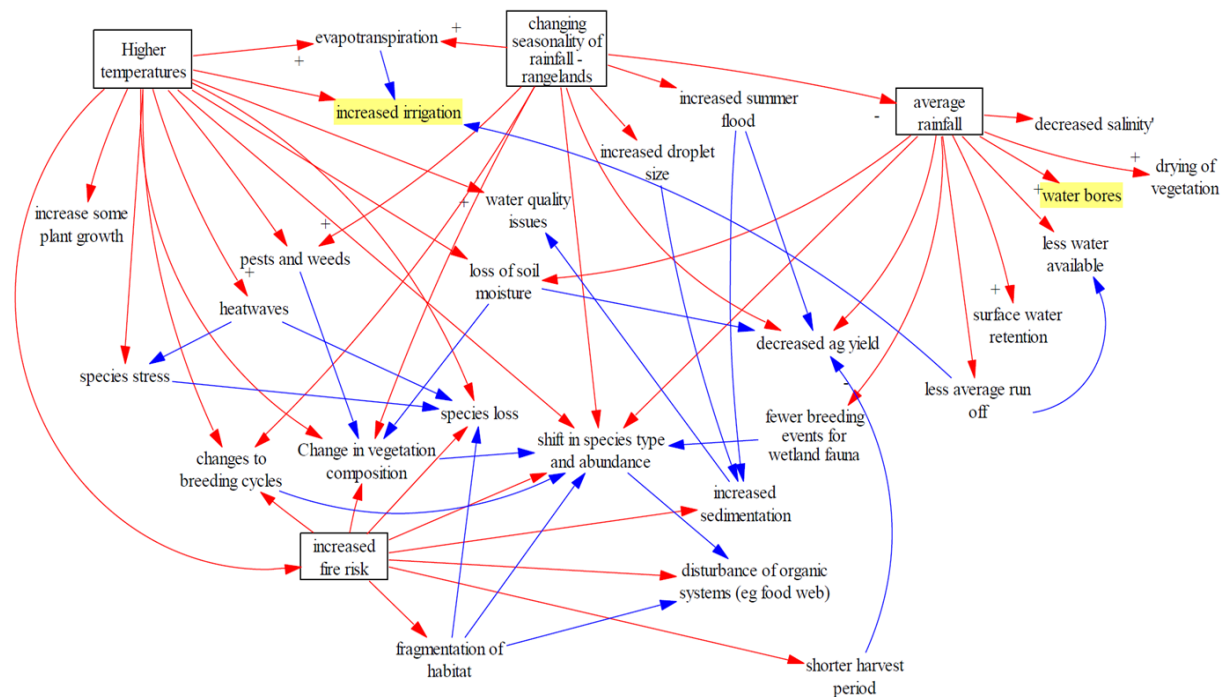 Higher
temperatures
+
evapotranspiration
+
changing
seasonality of
rainfall -
rangelands
increased irrigation
increased summer
flood
-
average
rainfall
decreased salinity'
increased droplet
size
+
drying of
vegetation
+
water bores
increase some
plant growth
+
+
water quality
issues
less water
available
pests and weeds
+
heatwaves
loss of soil
moisture
+
surface water
retention
species stress
decreased ag yield
-
less average run
off
species loss
fewer breeding
events for
wetland fauna
changes to
breeding cycles
Change in vegetation
composition
shift in species type
and abundance
increased
sedimentation
increased
fire risk
disturbance of organic
systems (eg food web)
fragmentation of
habitat
shorter harvest
period